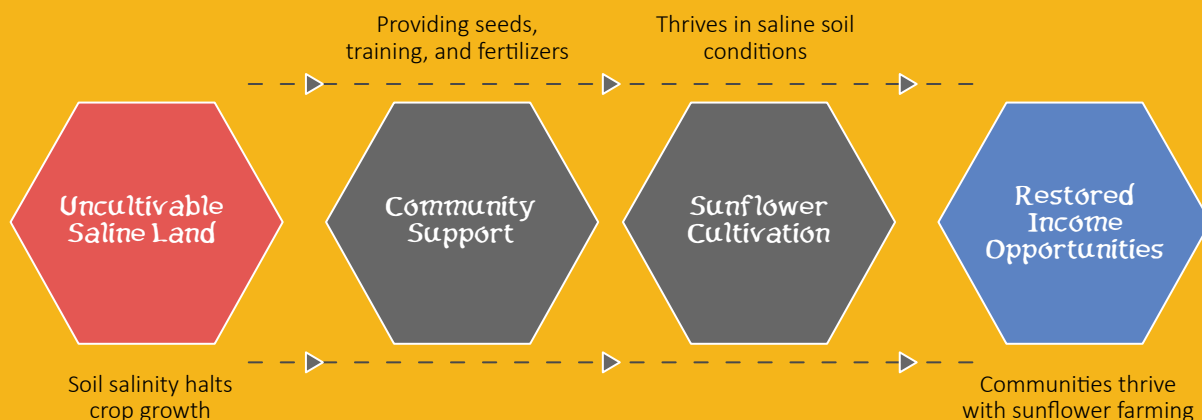 Providing seeds,
training, and fertilizers
Thrives in saline soil
conditions
Uncultivable
Saline Land
Community
Support
Sunflower
Cultivation
Restored
Income
Opportunities
Soil salinity halts
crop growth
Communities thrive
with sunflower farming